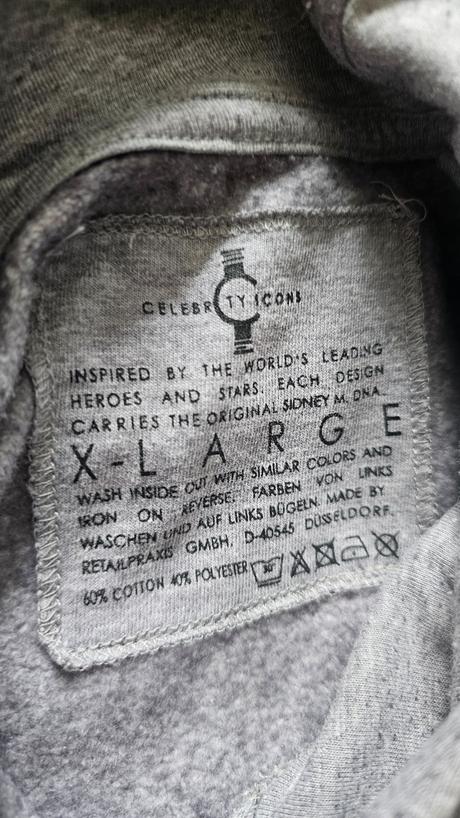 CELEBRITY ICONS
INSPIRED BY THE WORLD'S LEADING
HEROES AND STARS. EACH DESIGN
CARRIES THE ORIGINAL SIDNEY M. DNA.
X-LARGE
WASH INSIDE OUT WITH SIMILAR COLORS AND
IRON ON REVERSE. FARBEN VON LINKS
WASCHEN UND AUF LINKS BÜGELN. MADE BY
RETAILPRAXIS GMBH, D-40545 DÜSSELDORF.
60% COTTON 40% POLYESTER 30